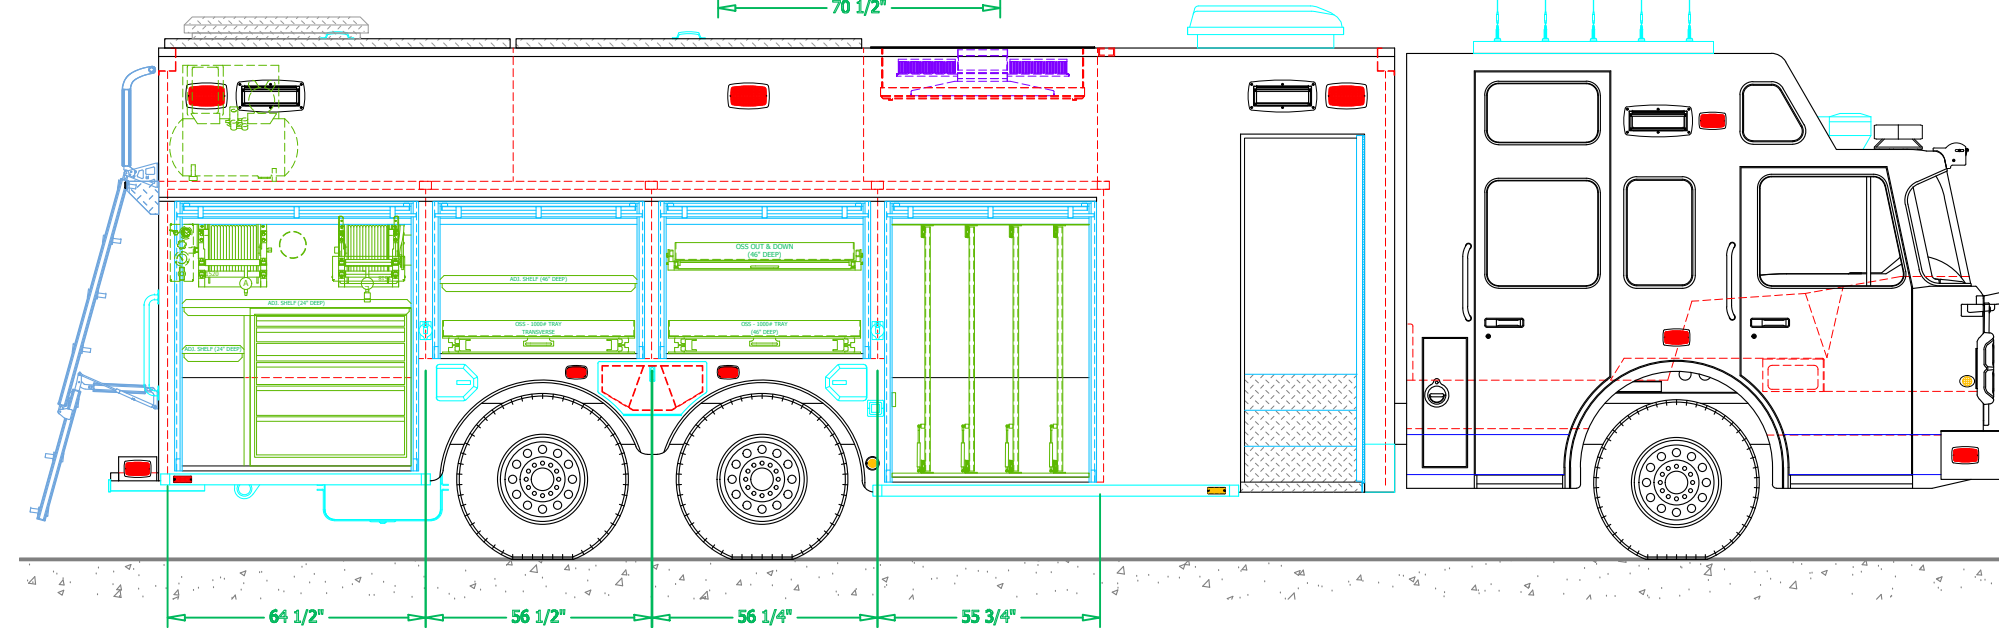 70 1/2"
OSS OUT & DOWN
(46" DEEP)
ADJ. SHELF (46" DEEP)
A
ADJ. SHELF (24" DEEP)
OSS - 1000# TRAY
TRANSVERSE
OSS - 1000# TRAY
(46" DEEP)
ADJ. SHELF (24" DEEP)
64 1/2"
56 1/2"
56 1/4"
55 3/4"